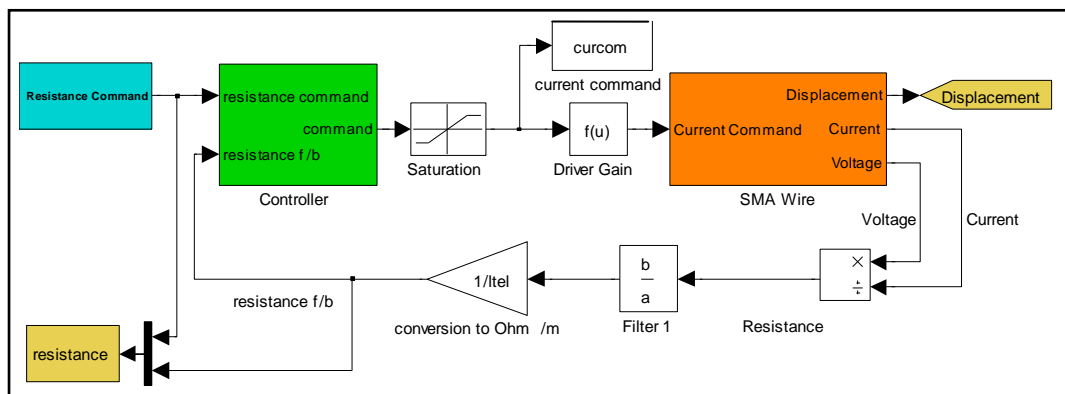 curcom
current command
Resistance Command
resistance command
command
resistance f/b
Controller
Saturation
f(u)
Driver Gain
Displacement
Current Command
Current
Voltage
SMA Wire
Displacement
Voltage
Current
×
÷
Resistance
b
a
Filter 1
1/ltel
conversion to Ohm /m
resistance f/b
resistance